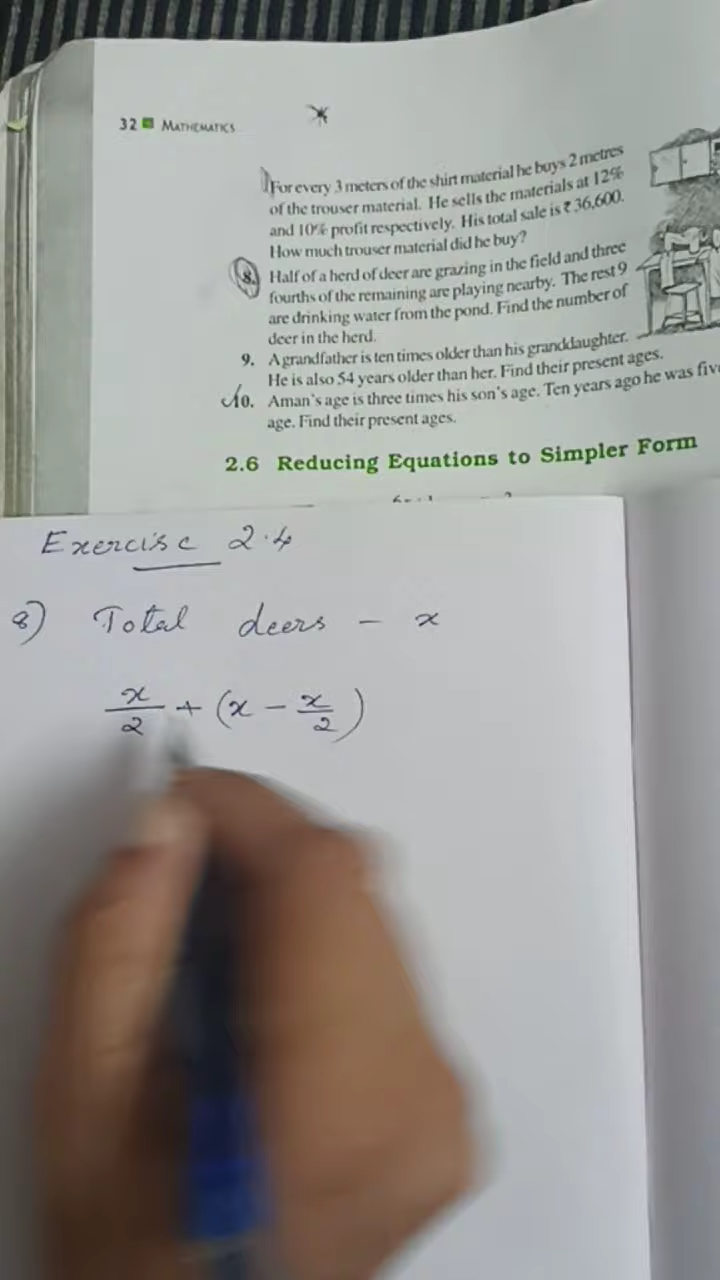 32 MATHEMATICS
For every 3 meters of the shirt material he buys 2 metres
of the trouser material. He sells the materials at 12%
and 10% profit respectively. His total sale is ₹ 36,600.
How much trouser material did he buy?
8. Half of a herd of deer are grazing in the field and three
fourths of the remaining are playing nearby. The rest 9
are drinking water from the pond. Find the number of
deer in the herd.
9. A grandfather is ten times older than his granddaughter.
He is also 54 years older than her. Find their present ages.
10. Aman's age is three times his son's age. Ten years ago he was five
age. Find their present ages.
2.6 Reducing Equations to Simpler Form
Exercise 2.4
8) Total deers - x
x/2 + (x - x/2)